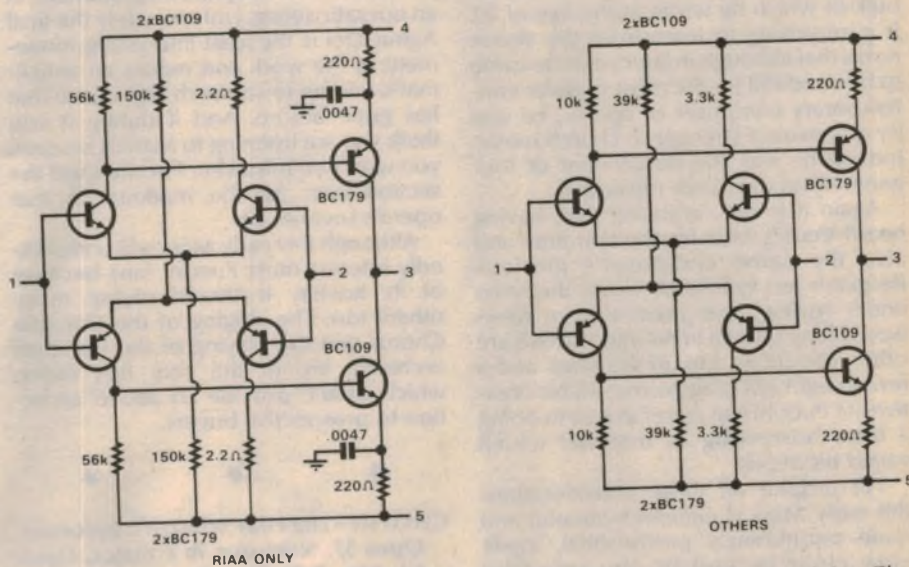 2xBC109
4
220Ω
56k 150k 2.2Ω
.0047
BC179
1
2 3
BC109
.0047
56k 150k 2.2Ω
220Ω
5
2xBC179
RIAA ONLY
2xBC109
4
220Ω
10k 39k 3.3k
BC179
1
2 3
BC109
10k 39k 3.3k
220Ω
5
2xBC179
OTHERS